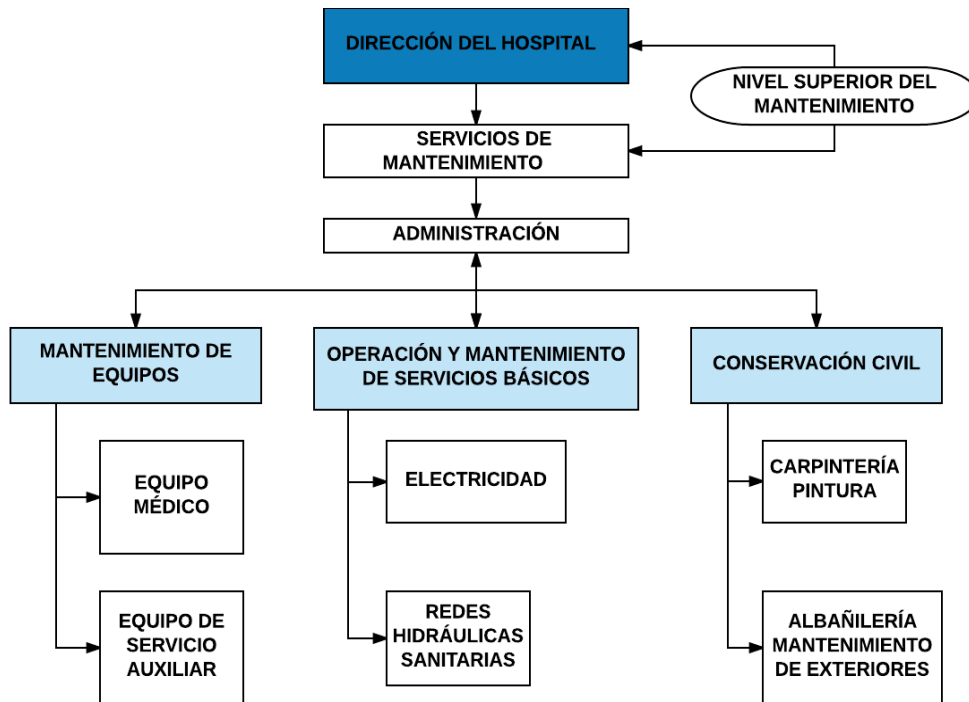 DIRECCIÓN DEL HOSPITAL
NIVEL SUPERIOR DEL
MANTENIMIENTO
SERVICIOS DE
MANTENIMIENTO
ADMINISTRACIÓN
MANTENIMIENTO DE
EQUIPOS
OPERACIÓN Y MANTENIMIENTO
DE SERVICIOS BÁSICOS
CONSERVACIÓN CIVIL
EQUIPO
MÉDICO
ELECTRICIDAD
CARPINTERÍA
PINTURA
EQUIPO DE
SERVICIO
AUXILIAR
REDES
HIDRÁULICAS
SANITARIAS
ALBAÑILERÍA
MANTENIMIENTO
DE EXTERIORES